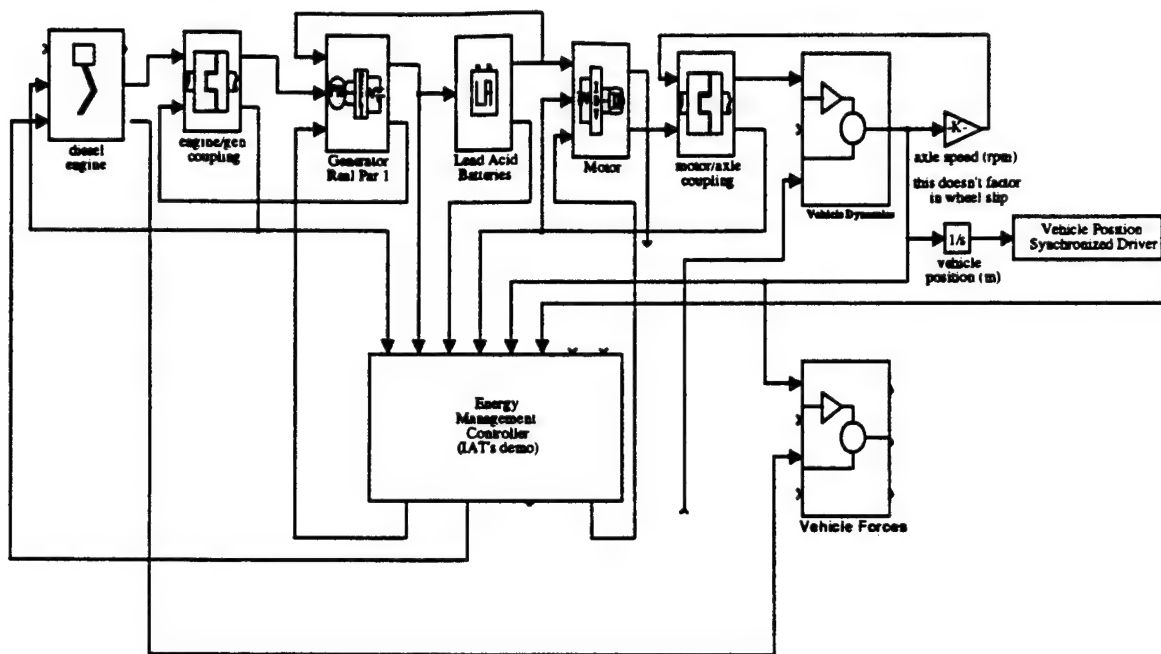 diesel
engine
engine/gen
coupling
Generator
Real Par 1
LA
Lead Acid
Batteries
Motor
motor/axle
coupling
Vehicle Dynamics
-K-
axle speed (rpm)
this doesn't factor
in wheel slip
1/s
vehicle
position (m)
Vehicle Position
Synchronized Driver
Energy
Management
Controller
(IAT's demo)
Vehicle Forces